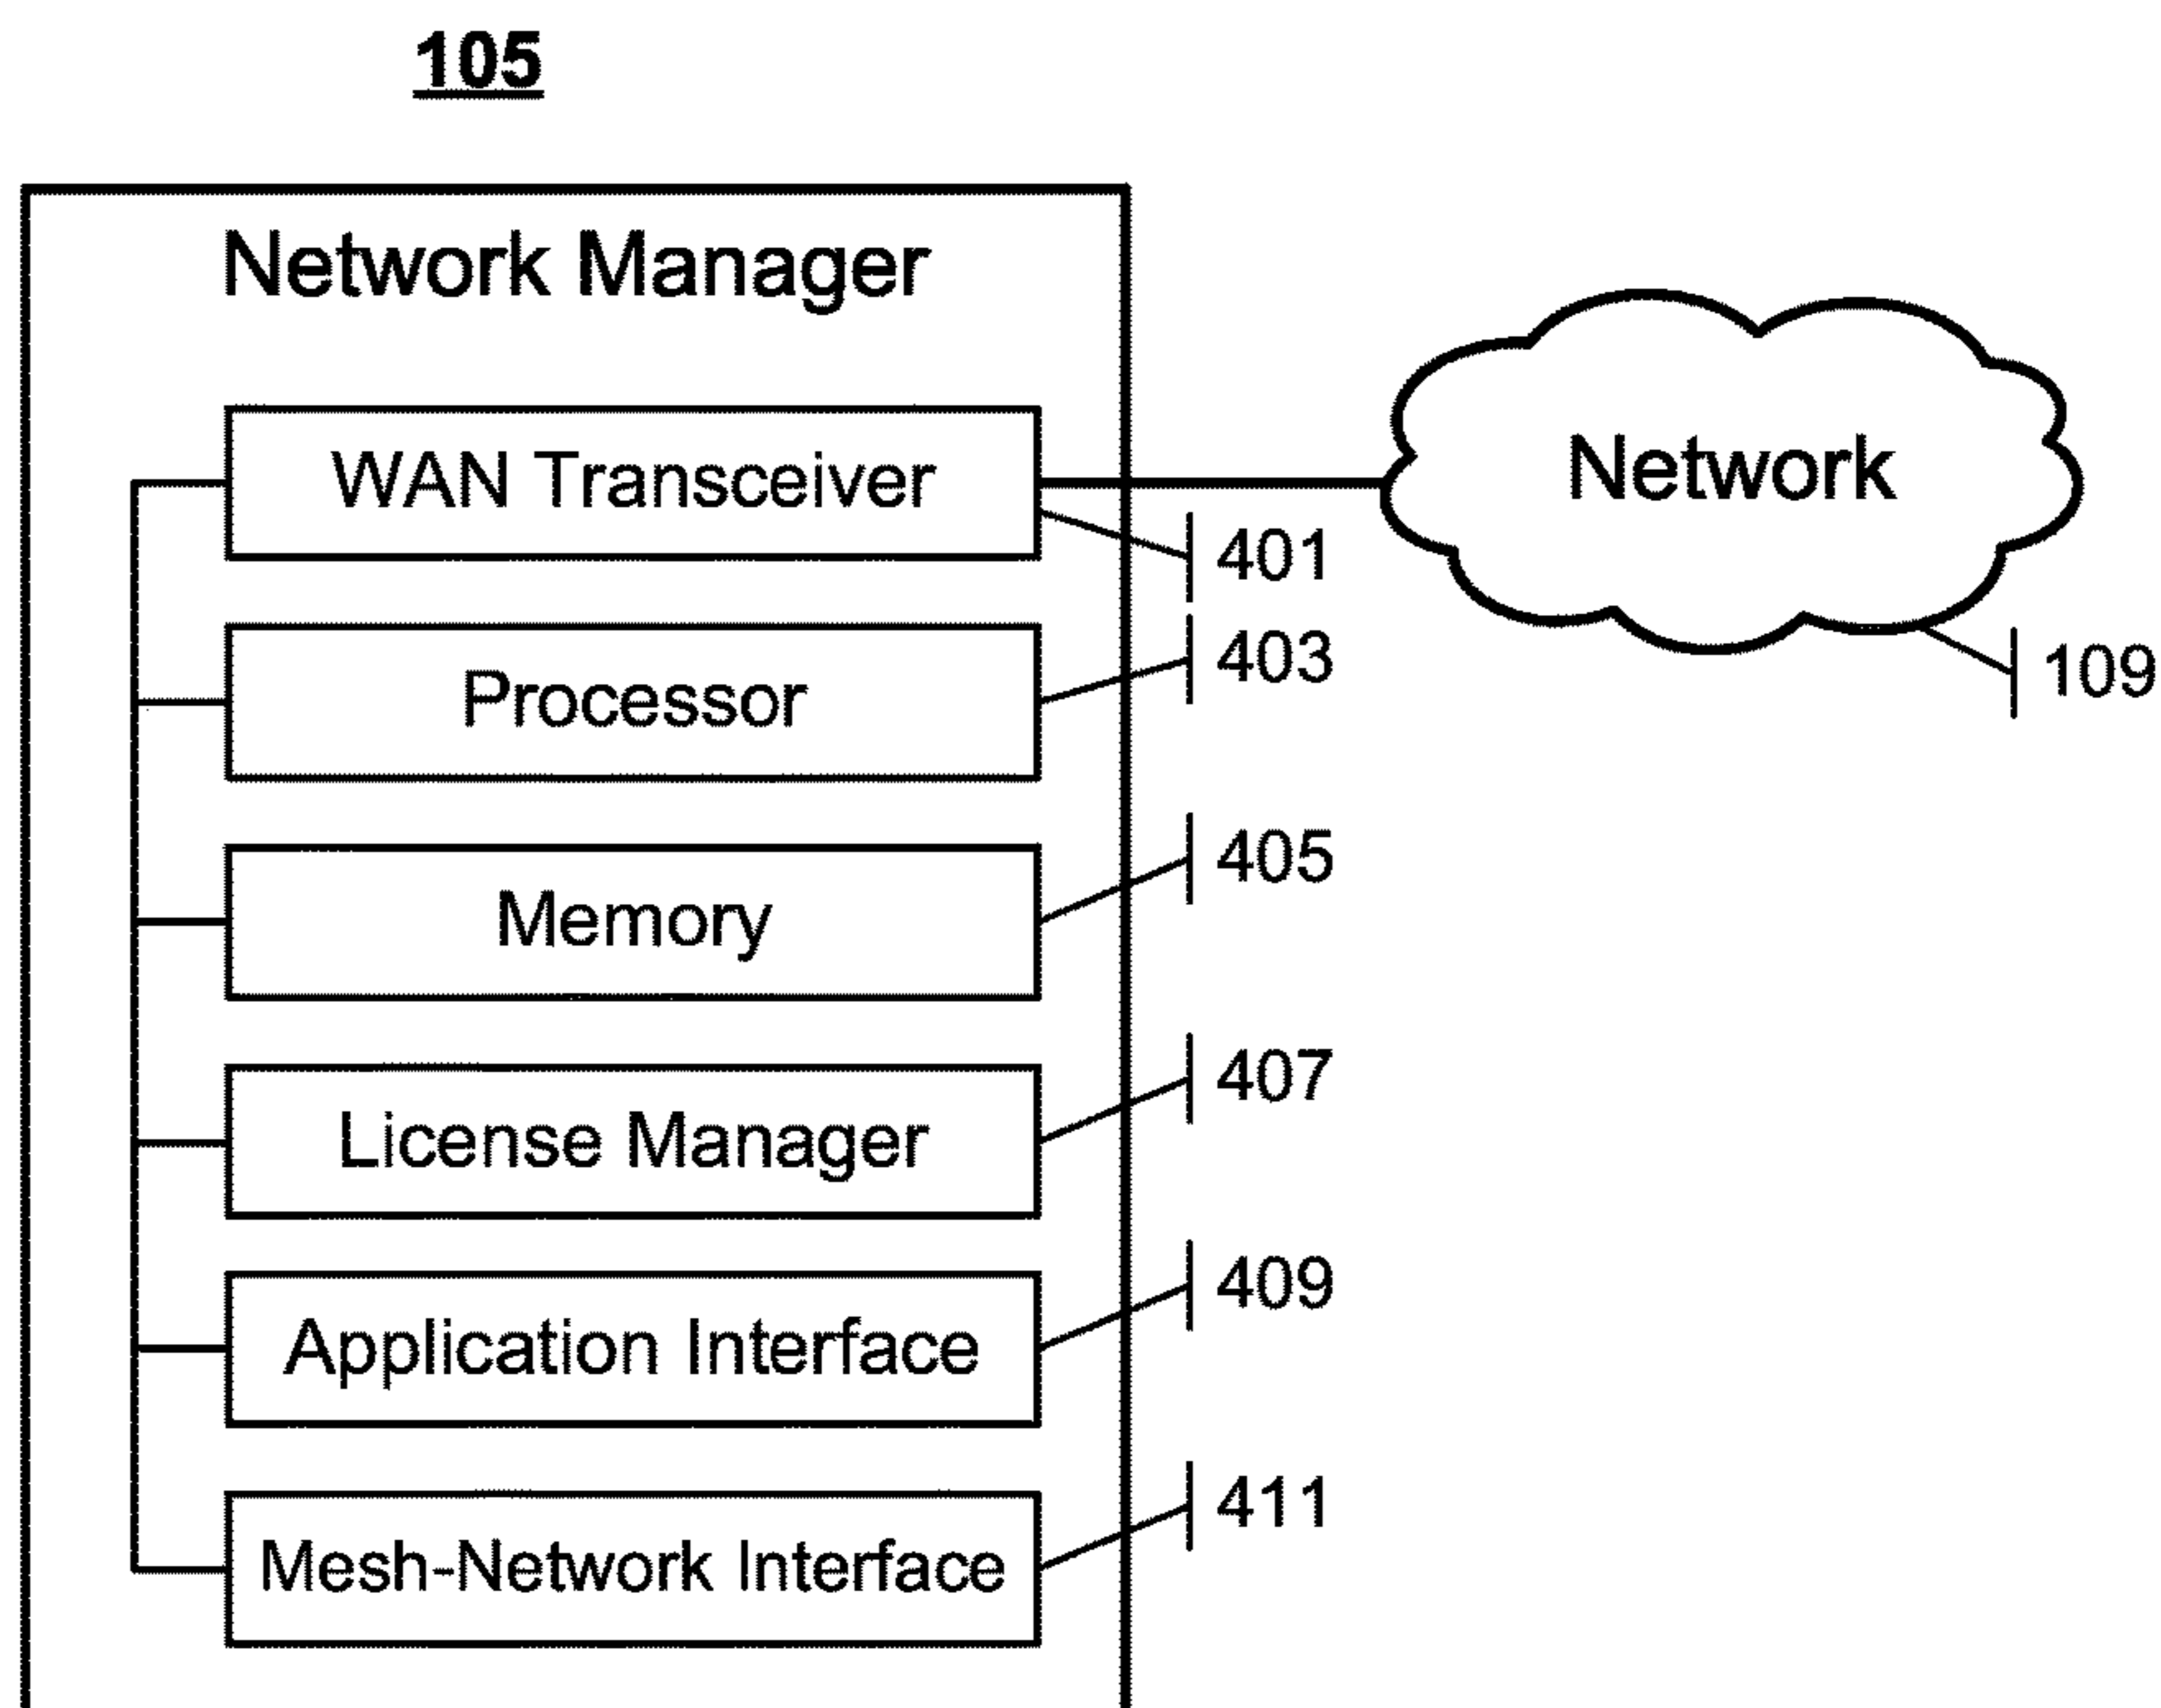 105
Network Manager
WAN Transceiver
Network
401
Processor
403
109
Memory
405
License Manager
407
Application Interface
409
Mesh-Network Interface
411